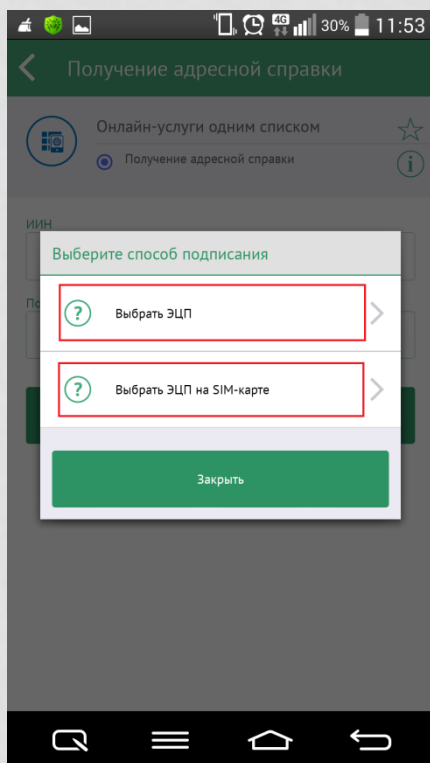 4G 30% 11:53
Получение адресной справки
Онлайн-услуги одним списком
Получение адресной справки
ИИН
Выберите способ подписания
По
Выбрать ЭЦП
Выбрать ЭЦП на SIM-карте
Закрыть